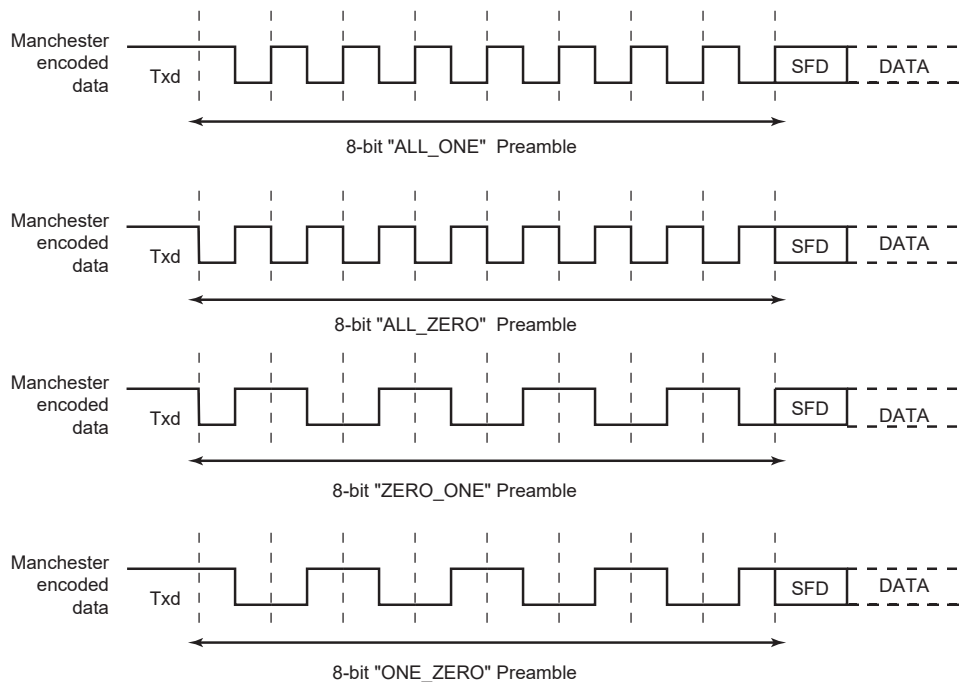 Manchester
encoded
data
Txd
SFD
DATA
8-bit "ALL_ONE" Preamble
Manchester
encoded
data
Txd
SFD
DATA
8-bit "ALL_ZERO" Preamble
Manchester
encoded
data
Txd
SFD
DATA
8-bit "ZERO_ONE" Preamble
Manchester
encoded
data
Txd
SFD
DATA
8-bit "ONE_ZERO" Preamble